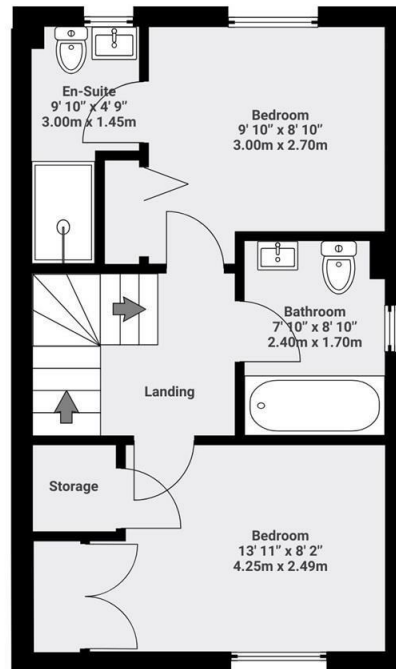 En-Suite
9' 10" x 4' 9"
3.00m x 1.45m
Bedroom
9' 10" x 8' 10"
3.00m x 2.70m
Bathroom
7' 10" x 8' 10"
2.40m x 1.70m
Landing
Storage
Bedroom
13' 11" x 8' 2"
4.25m x 2.49m